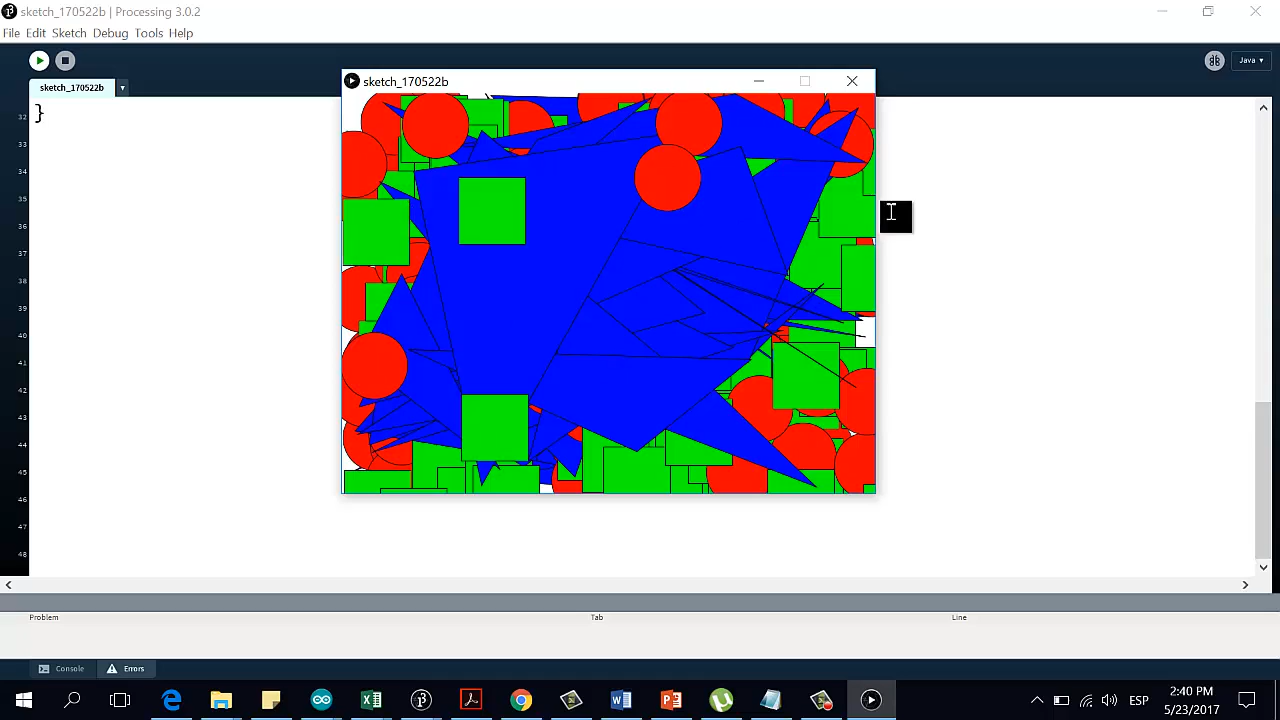 sketch_170522b | Processing 3.0.2
File Edit Sketch Debug Tools Help
Java ▾
sketch_170522b
sketch_170522b
32 }
33
34
35
36
37
38
39
40
41
42
43
44
45
46
47
48
Problem Tab Line
Console Errors
ESP
2:40 PM
5/23/2017